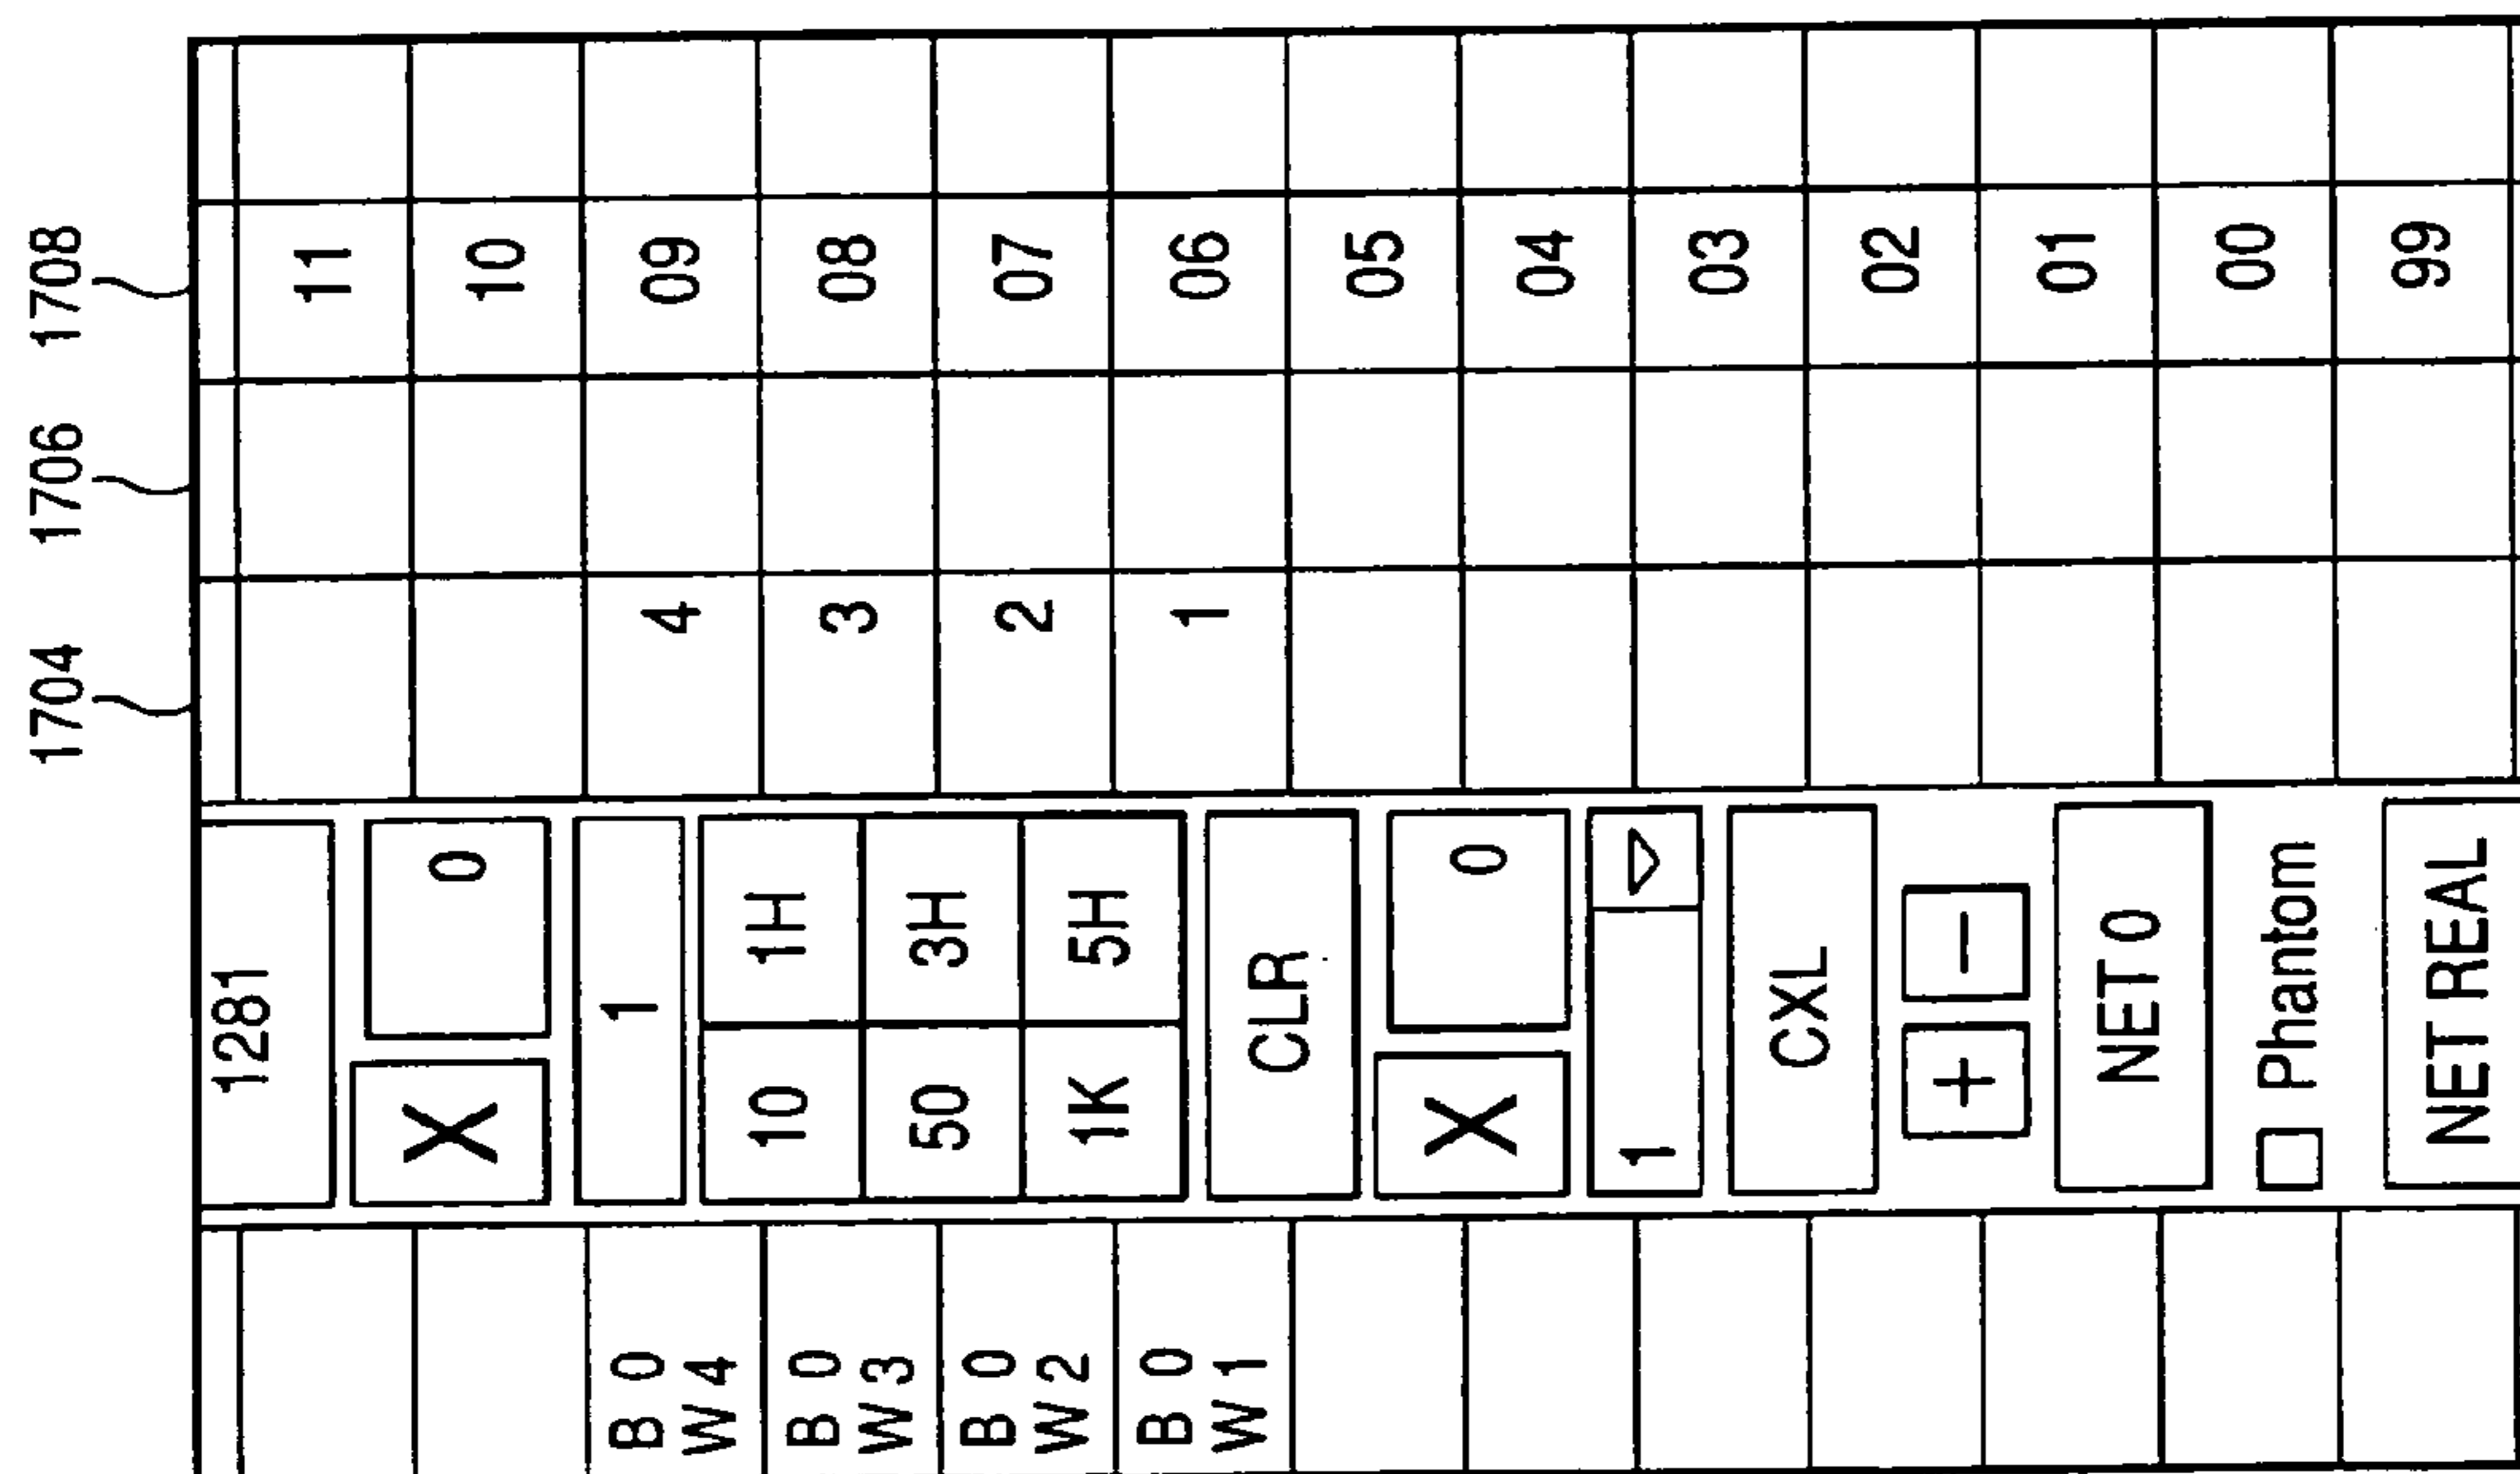 1704 1706 1708
B 0
W 4
B 0
W 3
B 0
W 2
B 0
W 1
1281
X 0
1
10 1H
50 3H
1K 5H
CLR
X 0
1
CXL
+ −
NET 0
Phantom
NET REAL
11
10
4 09
3 08
2 07
1 06
05
04
03
02
01
00
99